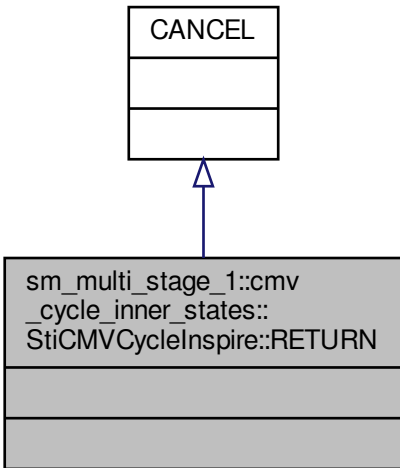 CANCEL
sm_multi_stage_1::cmv
_cycle_inner_states::
StiCMVCycleInspire::RETURN